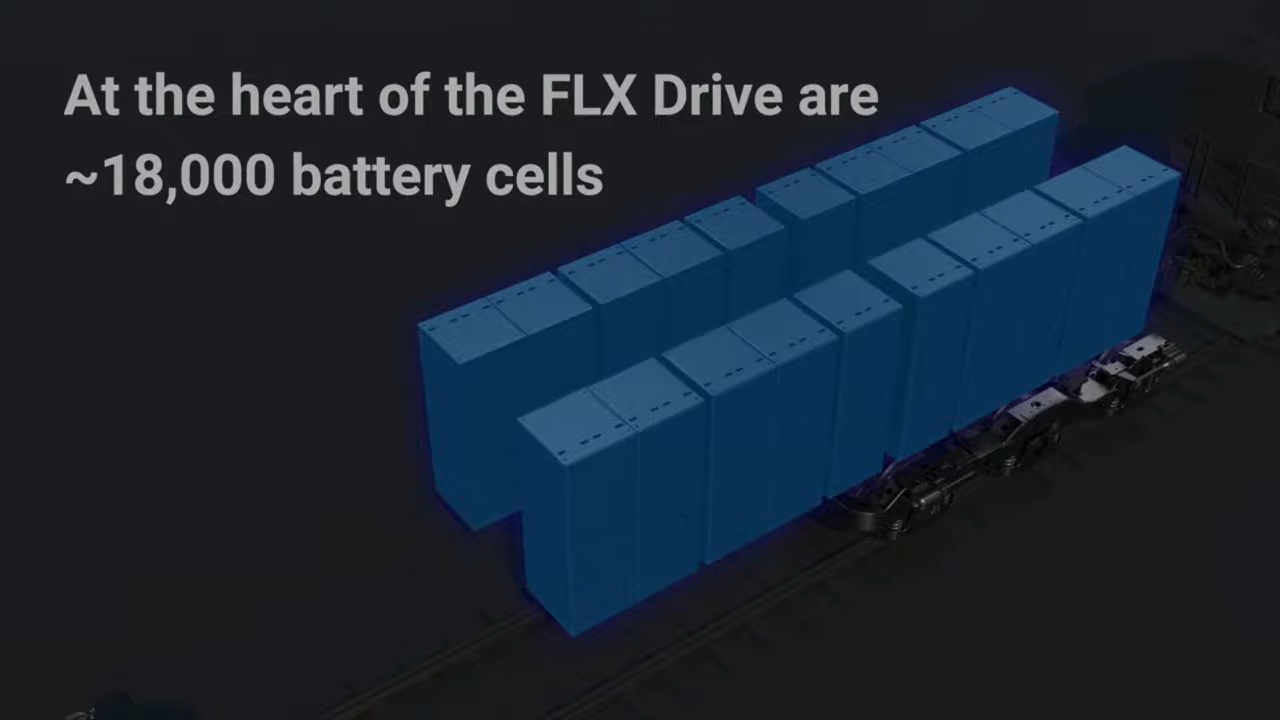 At the heart of the FLX Drive are
~18,000 battery cells